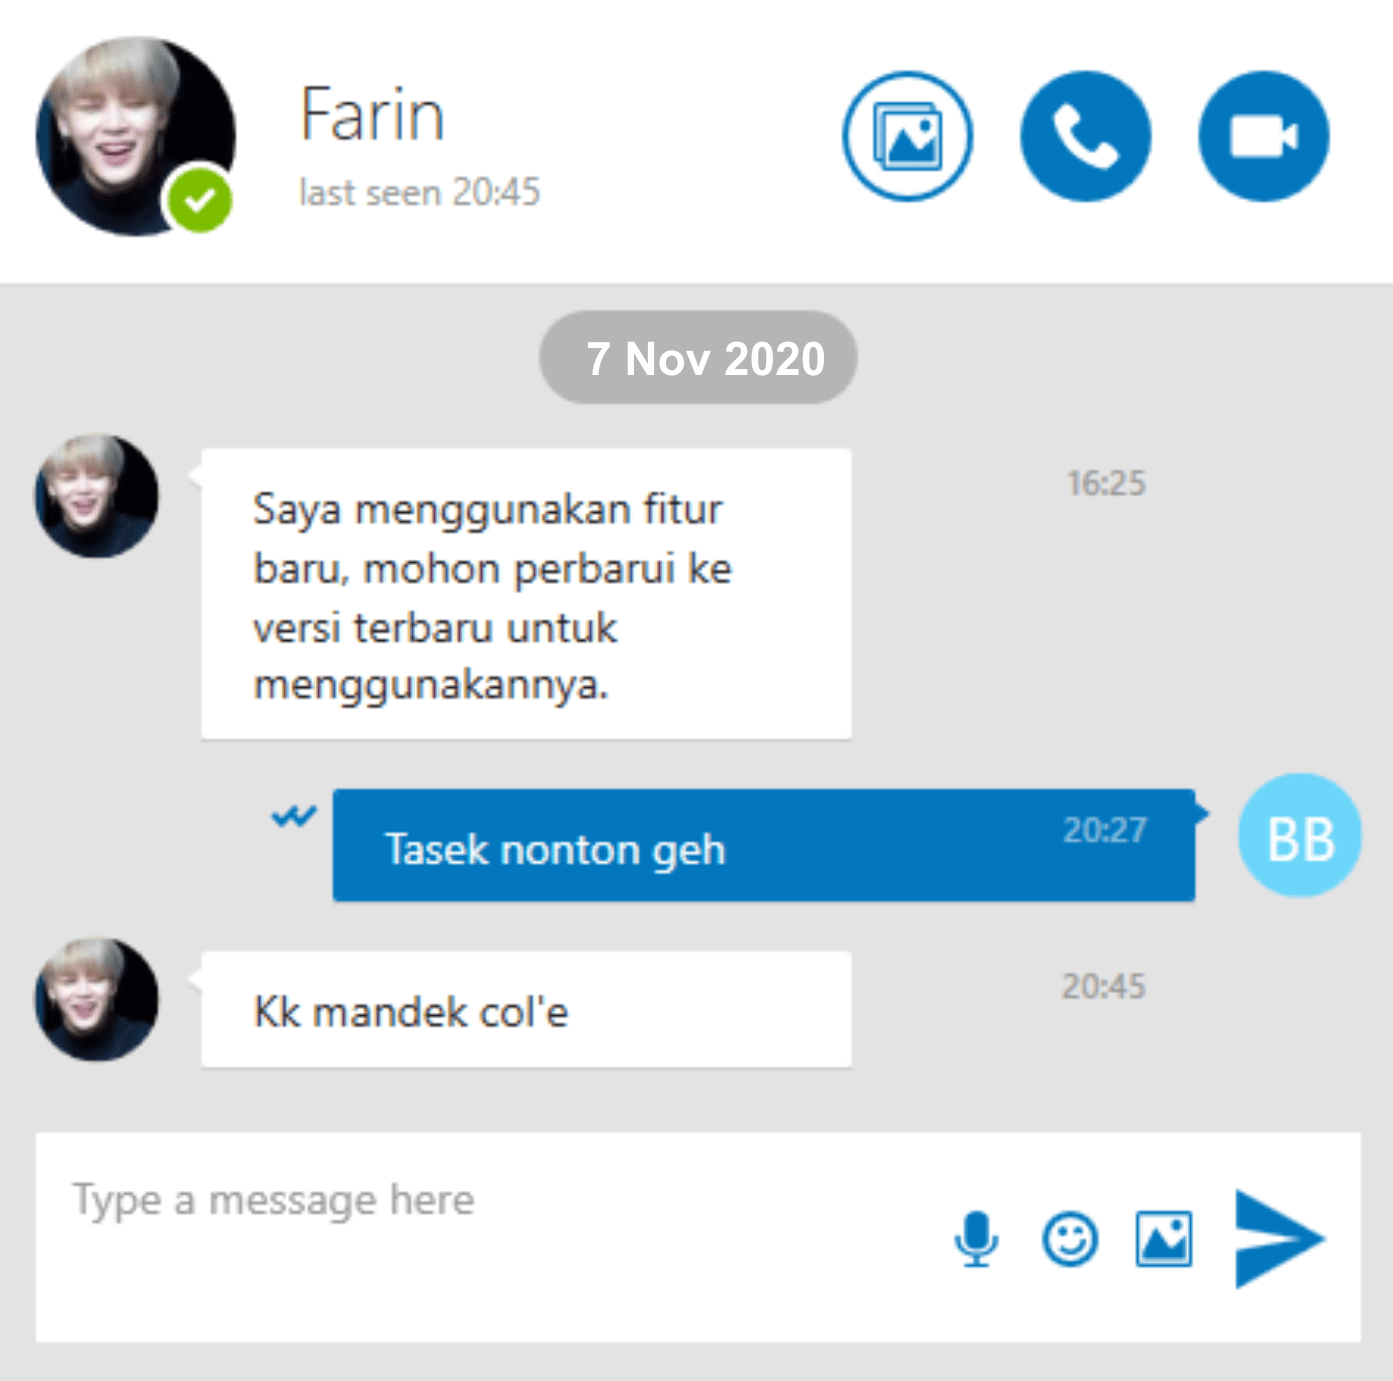 Farin
last seen 20:45
7 Nov 2020
Saya menggunakan fitur
baru, mohon perbarui ke
versi terbaru untuk
menggunakannya.
16:25
Tasek nonton geh
20:27
BB
Kk mandek col'e
20:45
Type a message here